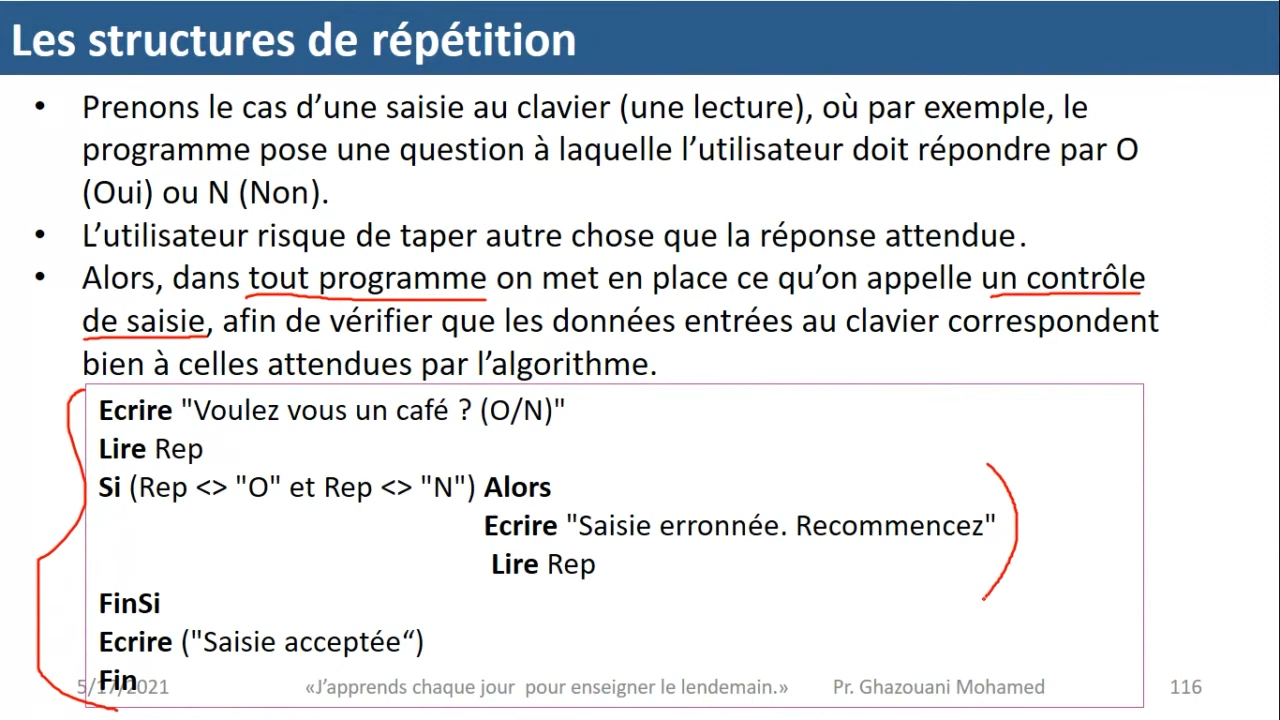 Les structures de répétition
• Prenons le cas d’une saisie au clavier (une lecture), où par exemple, le
programme pose une question à laquelle l’utilisateur doit répondre par O
(Oui) ou N (Non).
• L’utilisateur risque de taper autre chose que la réponse attendue.
• Alors, dans tout programme on met en place ce qu’on appelle un contrôle
de saisie, afin de vérifier que les données entrées au clavier correspondent
bien à celles attendues par l’algorithme.
Ecrire "Voulez vous un café ? (O/N)"
Lire Rep
Si (Rep <> "O" et Rep <> "N") Alors
Ecrire "Saisie erronnée. Recommencez"
Lire Rep
FinSi
Ecrire ("Saisie acceptée“)
Fin
5/17/2021 «J’apprends chaque jour pour enseigner le lendemain.» Pr. Ghazouani Mohamed 116